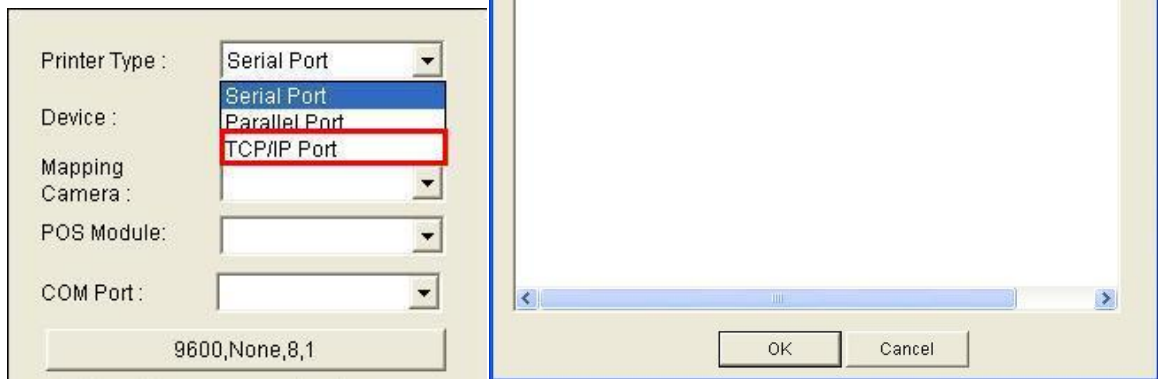 Printer Type : Serial Port
Serial Port
Device :
Parallel Port
TCP/IP Port
Mapping
Camera :
POS Module:
COM Port :
9600,None,8,1
OK Cancel